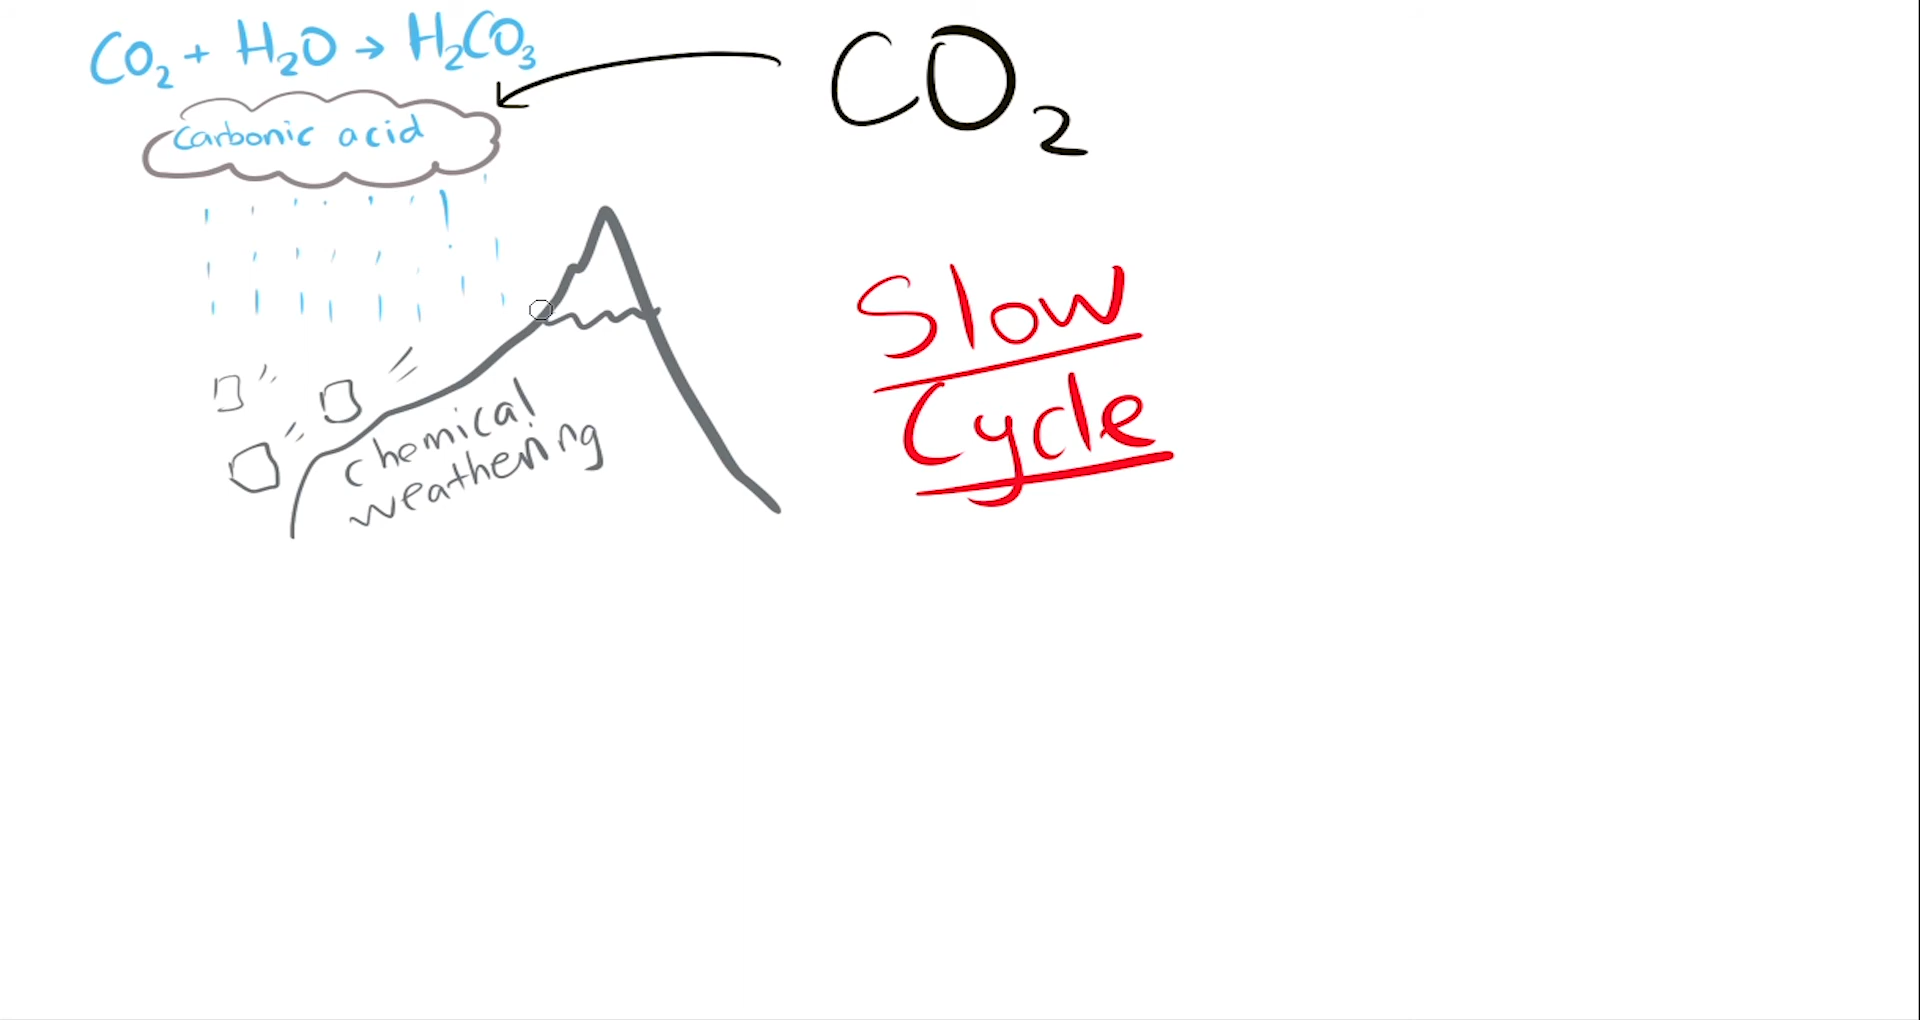 CO₂ + H₂O → H₂CO₃
CO₂
Carbonic acid
Slow
Cycle
chemical
weathering